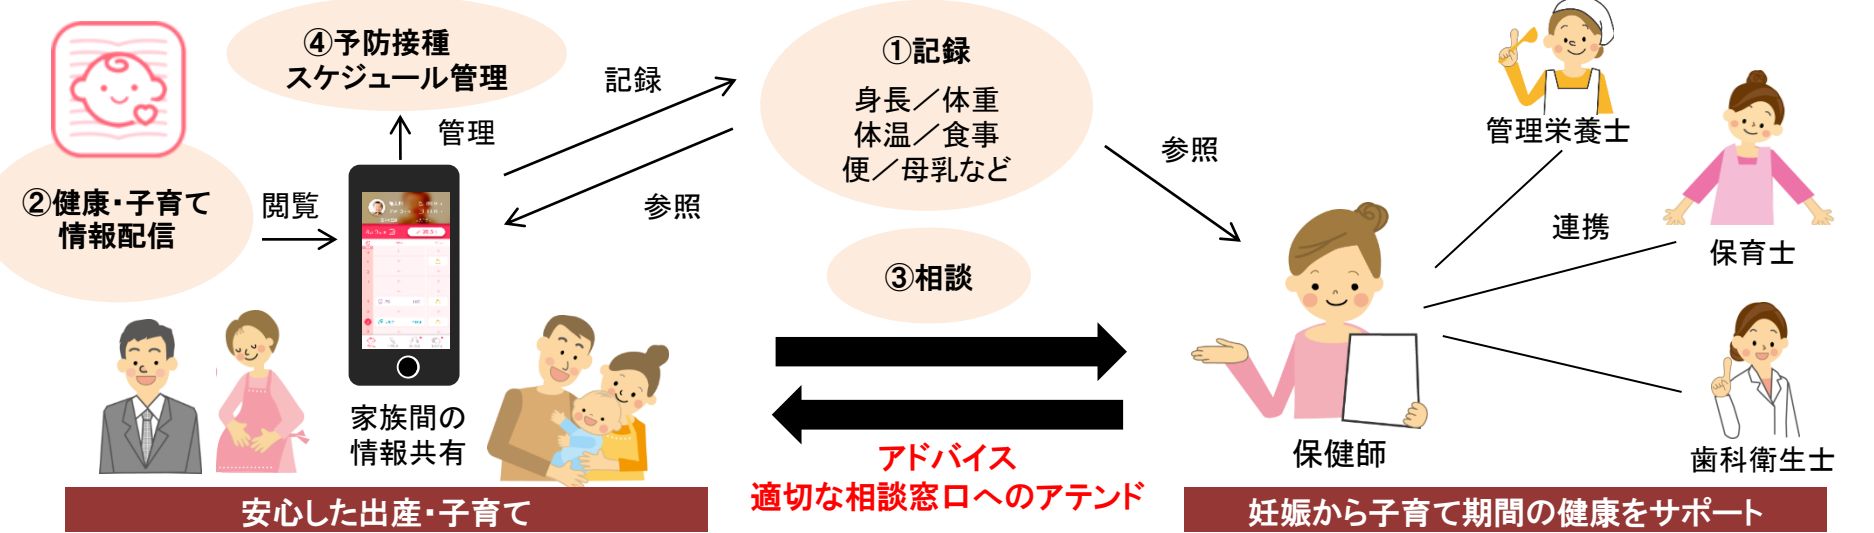 ④予防接種
スケジュール管理
管理
②健康・子育て
情報配信
閲覧
家族間の
情報共有
安心した出産・子育て
記録
参照
①記録
身長／体重
体温／食事
便／母乳など
③相談
アドバイス
適切な相談窓口へのアテンド
参照
保健師
連携
管理栄養士
保育士
歯科衛生士
妊娠から子育て期間の健康をサポート